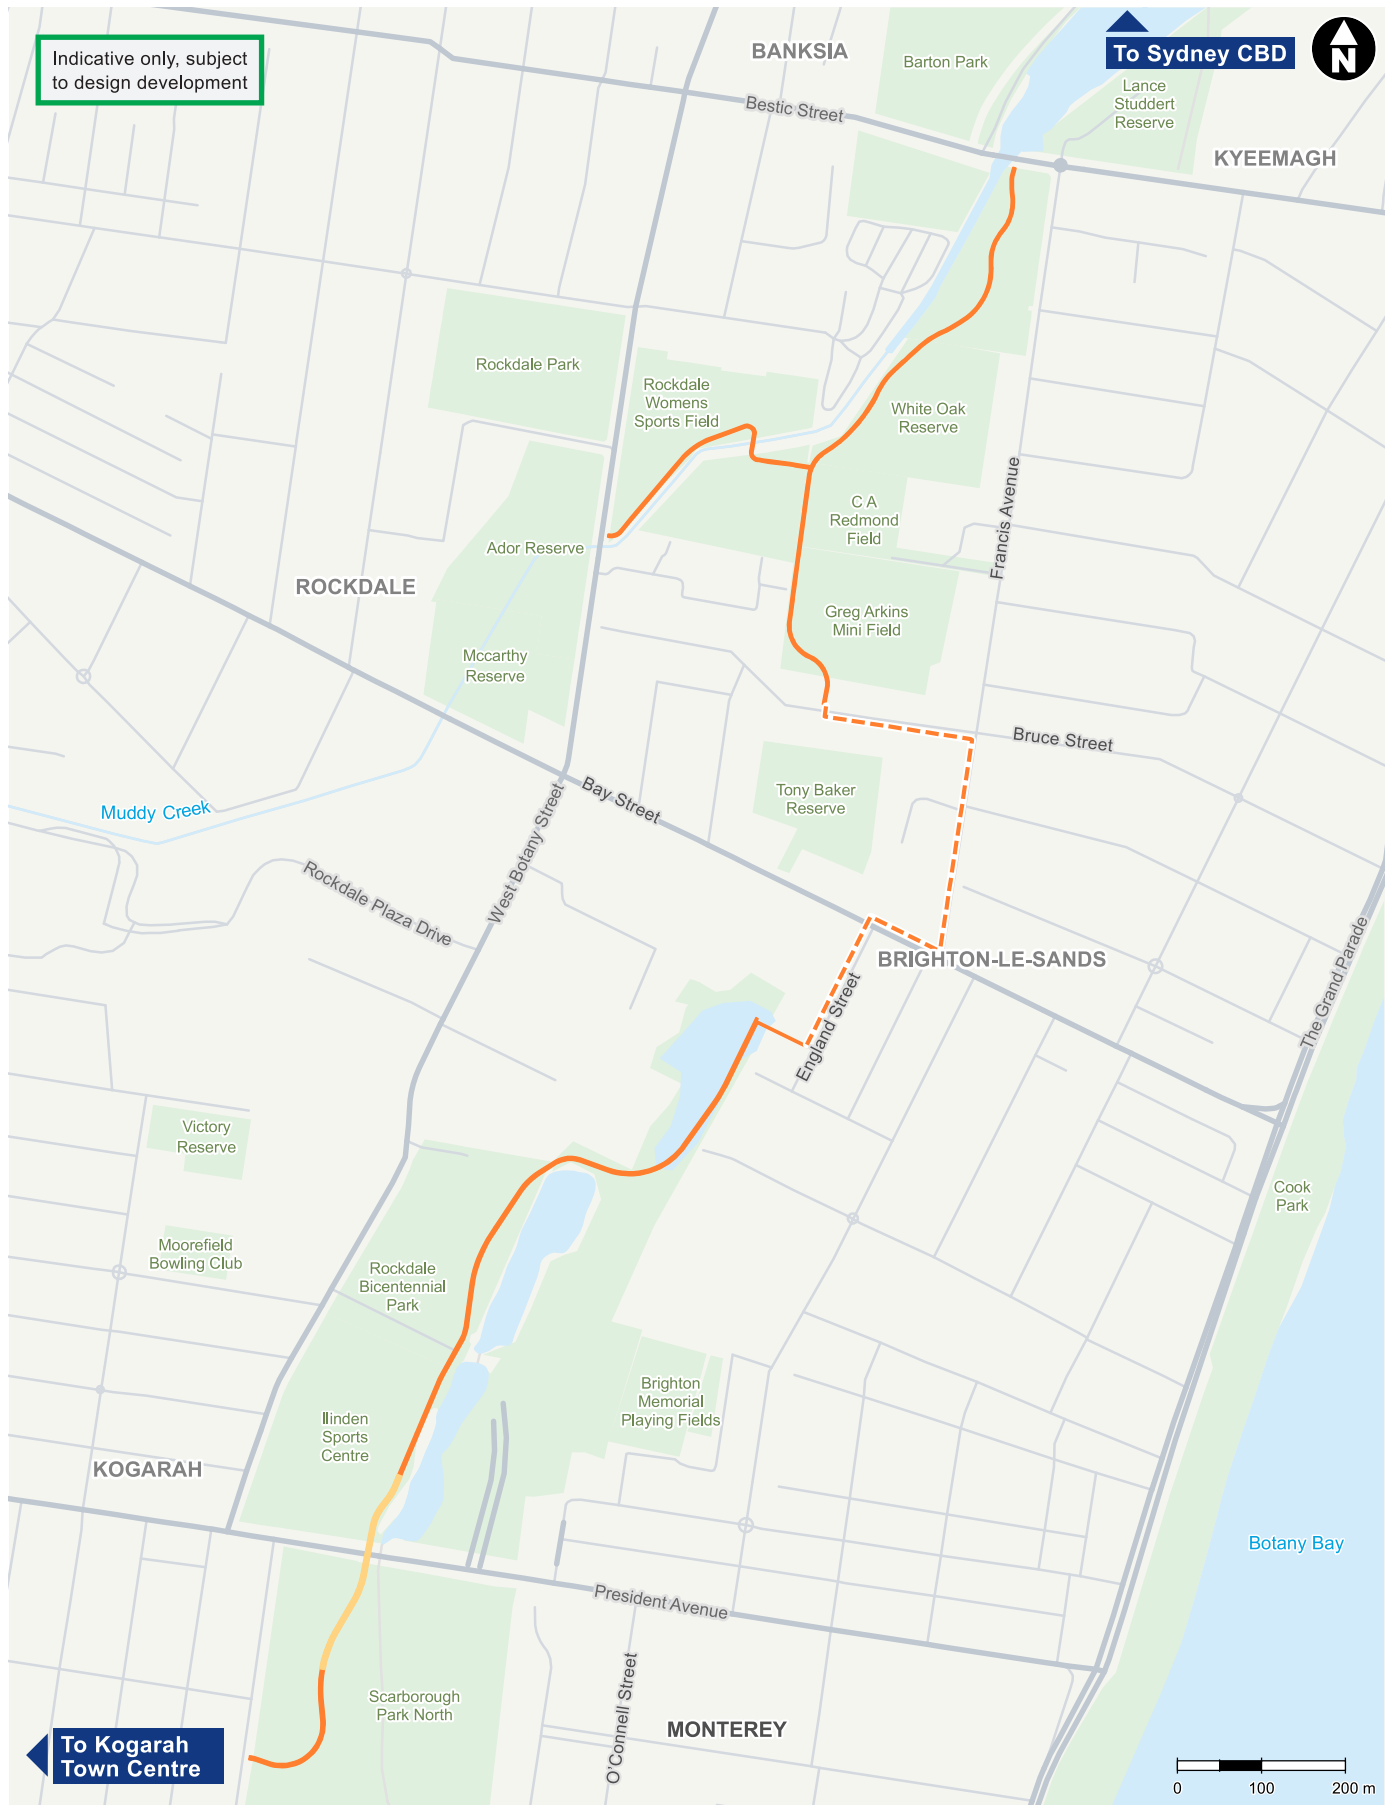 Indicative only, subject
to design development
BANKSIA
Barton Park
To Sydney CBD
N
Lance
Studdert
Reserve
Bestic Street
KYEEMAGH
Rockdale Park
Rockdale
Womens
Sports Field
White Oak
Reserve
Francis Avenue
C A
Redmond
Field
Ador Reserve
ROCKDALE
Greg Arkins
Mini Field
Mccarthy
Reserve
Bruce Street
Muddy Creek
Bay Street
Tony Baker
Reserve
West Botany Street
Rockdale Plaza Drive
BRIGHTON-LE-SANDS
The Grand Parade
England Street
Victory
Reserve
Cook
Park
Moorefield
Bowling Club
Rockdale
Bicentennial
Park
Brighton
Memorial
Playing Fields
Ilinden
Sports
Centre
KOGARAH
Botany Bay
President Avenue
Scarborough
Park North
O'Connell Street
MONTEREY
To Kogarah
Town Centre
0 100 200 m